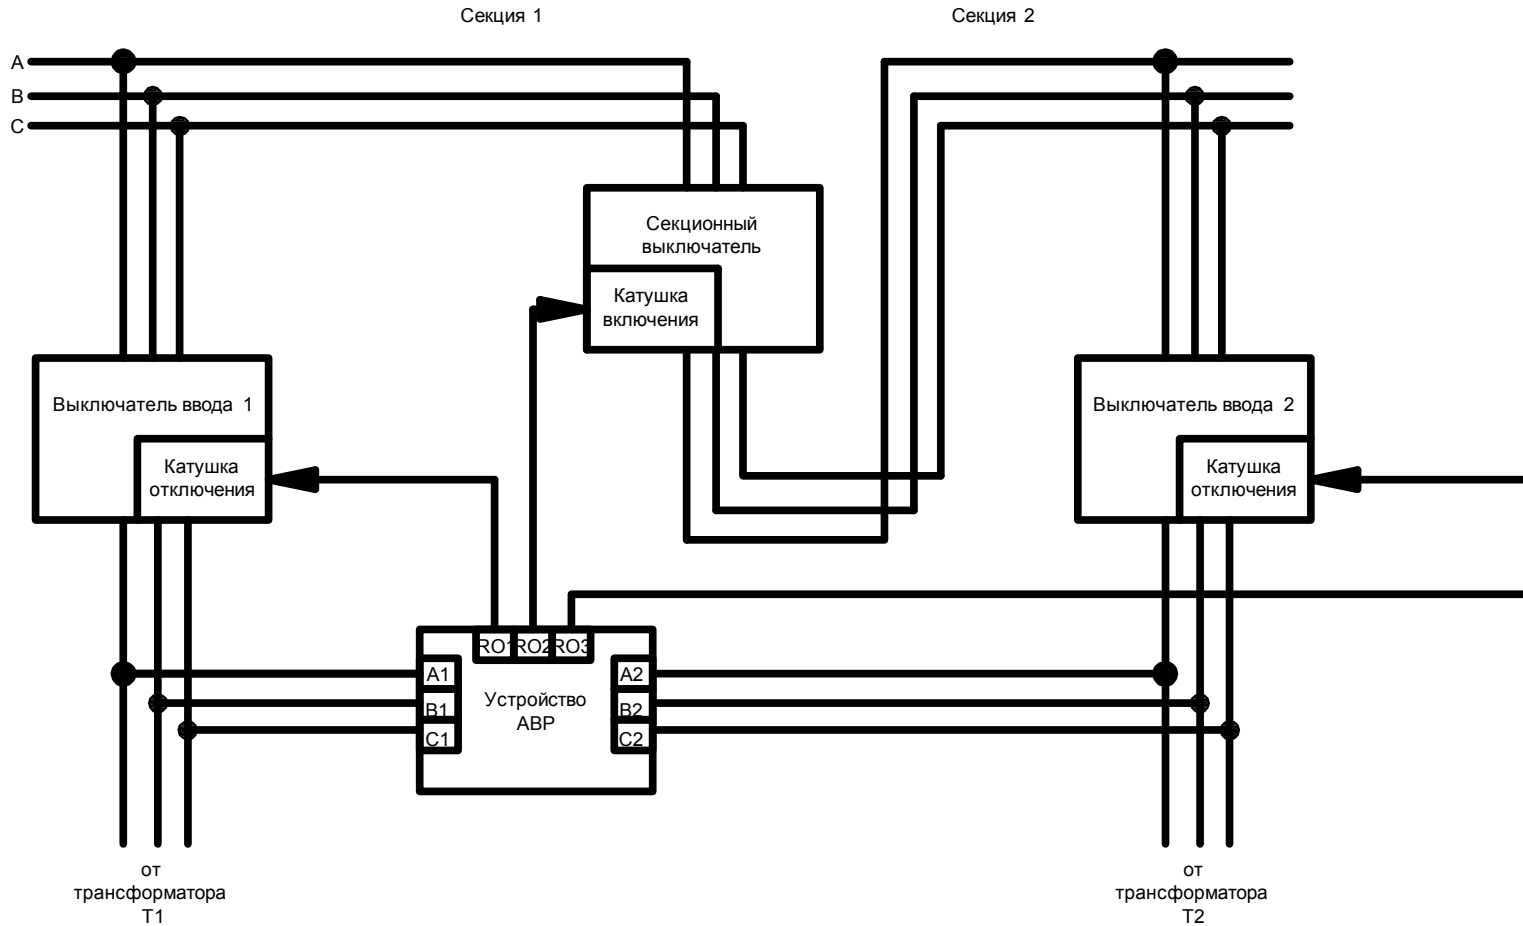 Секция 1
Секция 2
A
B
C
Секционный
выключатель
Катушка
включения
Выключатель ввода 1
Катушка
отключения
Выключатель ввода 2
Катушка
отключения
RO1
RO2
RO3
A1
B1
C1
Устройство
АВР
A2
B2
C2
от
трансформатора
Т1
от
трансформатора
Т2